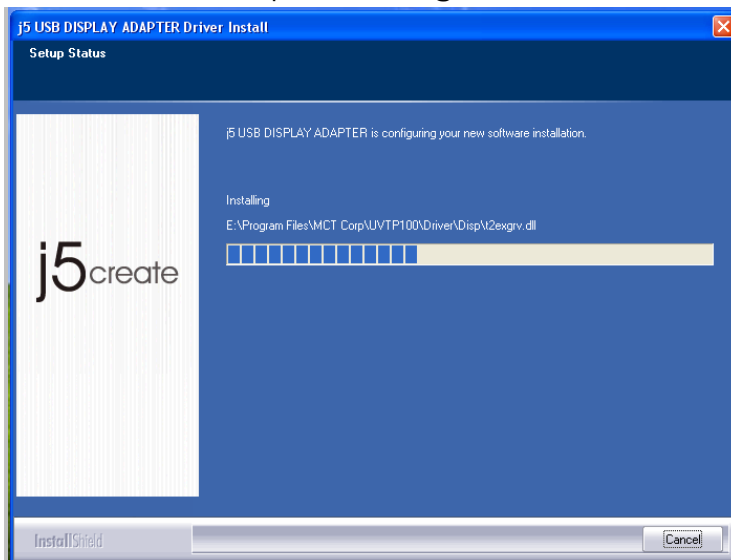 j5 USB DISPLAY ADAPTER Driver Install
Setup Status
j5 USB DISPLAY ADAPTER is configuring your new software installation.
Installing
E:\Program Files\MCT Corp\UVTP100\Driver\Disp\t2exgrv.dll
j5create
InstallShield
Cancel